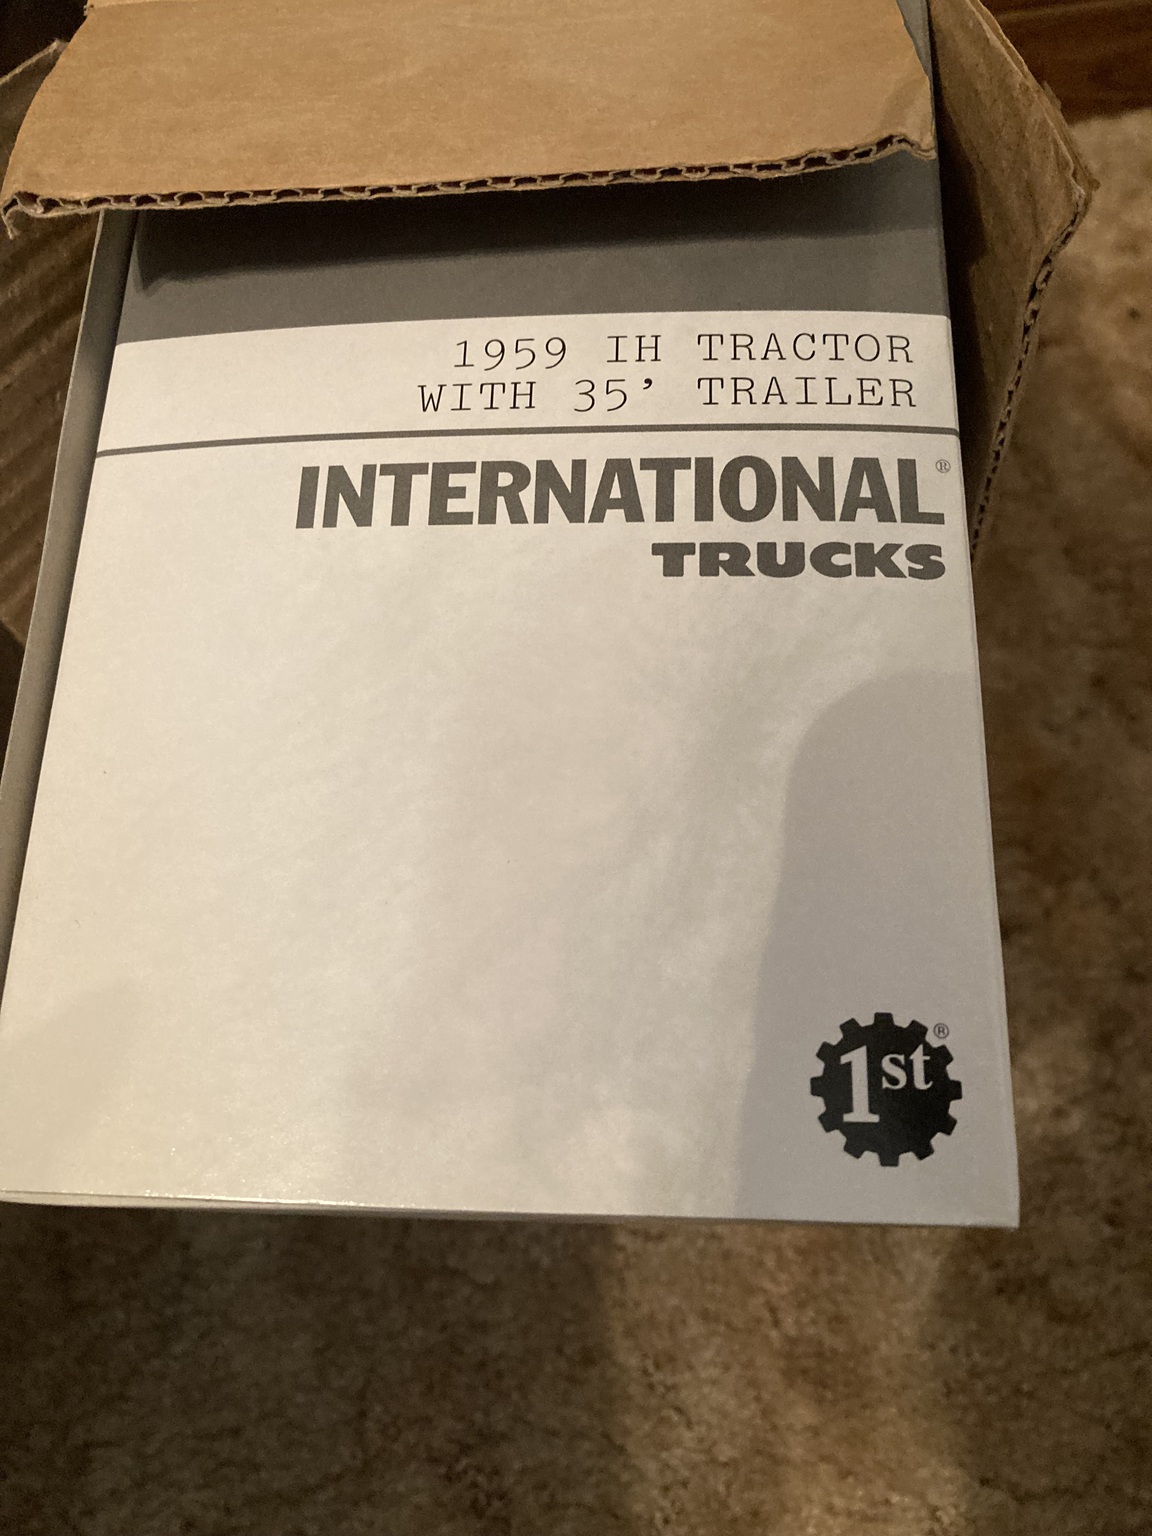 1959 IH TRACTOR
WITH 35’ TRAILER
INTERNATIONAL®
TRUCKS
1st®